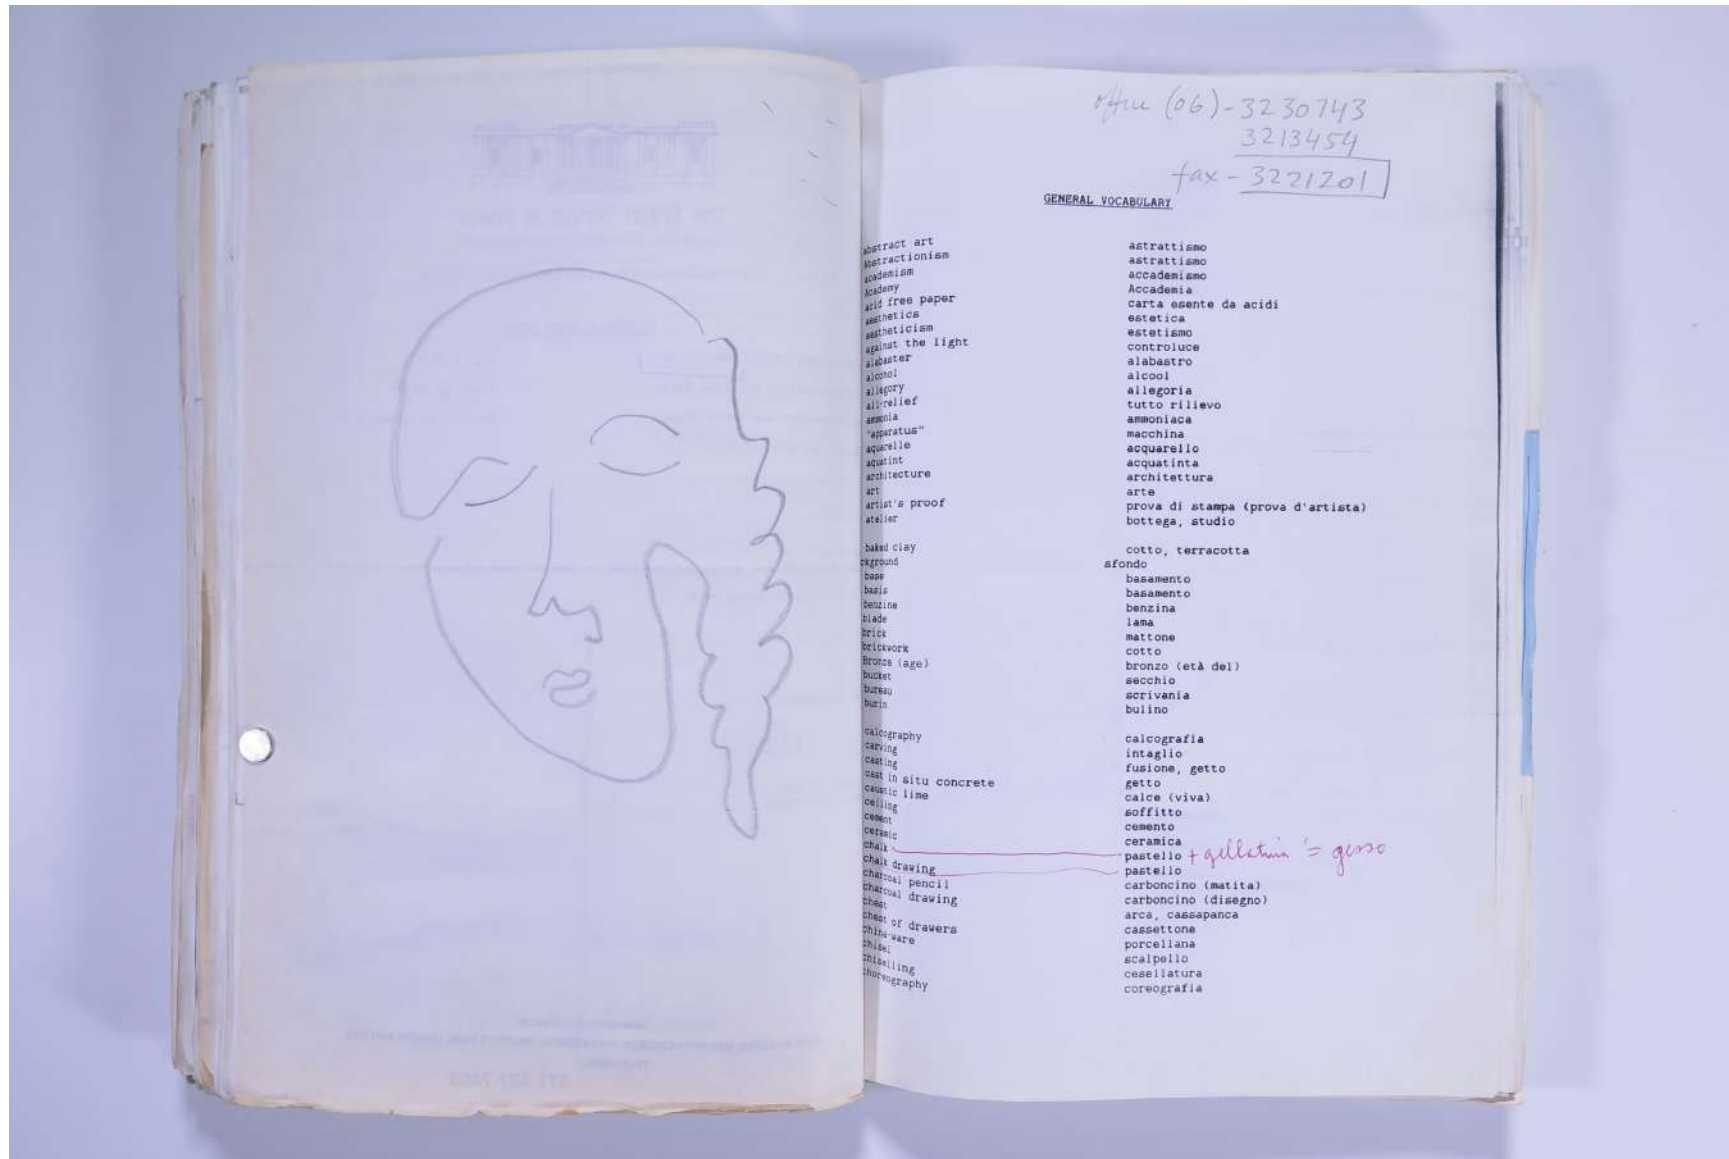 office (06)-3230743
3213454
fax - 3221201
GENERAL VOCABULARY
abstract art astrattismo
Abstractionism astrattismo
academism accademismo
Academy Accademia
acid free paper carta esente da acidi
aesthetics estetica
aestheticism estetismo
against the light controluce
alabaster alabastro
alcohol alcool
allegory allegoria
all-relief tutto rilievo
ammonia ammoniaca
"apparatus" macchina
aquarelle acquarello
aquatint acquatinta
architecture architettura
art arte
artist's proof prova di stampa (prova d'artista)
atelier bottega, studio
baked clay cotto, terracotta
ckground sfondo
base basamento
basis basamento
benzine benzina
blade lama
brick mattone
brickwork cotto
Bronze (age) bronzo (età del)
bucket secchio
bureau scrivania
burin bulino
calcography calcografia
carving intaglio
casting fusione, getto
cast in situ concrete getto
caustic lime calce (viva)
ceiling soffitto
cement cemento
ceramic ceramica
chalk pastello + gellatina = gesso
chalk drawing pastello
charcoal pencil carboncino (matita)
charcoal drawing carboncino (disegno)
chest arca, cassapanca
chest of drawers cassettone
china-ware porcellana
chisel scalpello
chiselling cesellatura
choreography coreografia